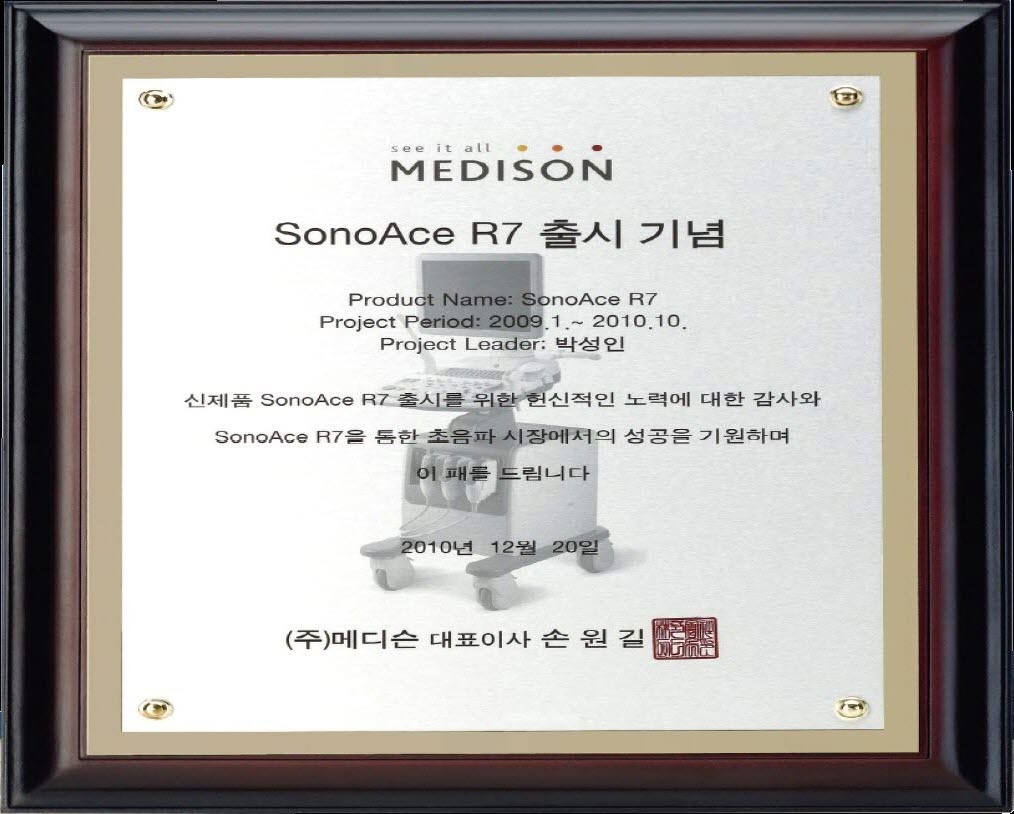 see it all
MEDISON
SonoAce R7 출시 기념
Product Name: SonoAce R7
Project Period: 2009.1.~ 2010.10.
Project Leader: 박성인
신제품 SonoAce R7 출시를 위한 헌신적인 노력에 대한 감사와
SonoAce R7을 통한 초음파 시장에서의 성공을 기원하며
이 패를 드립니다
2010년 12월 20일
(주)메디슨 대표이사 손 원 길